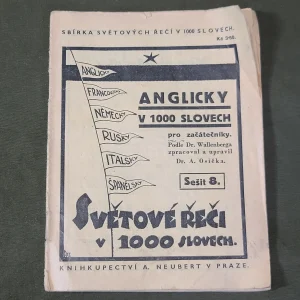 SBÍRKA SVĚTOVÝCH ŘEČÍ V 1000 SLOVECH.
ANGLICKY
FRANCOUZSKY
NĚMECKY
RUSKY
ITALSKY
ŠPANĚLSKY
ANGLICKY
V 1000 SLOVECH
pro začátečníky.
Podle Dr. Wallenberga
zpracoval a upravil
Dr. A. Osička.
Sešit 8.
SVĚTOVÉ ŘEČI
V 1000 SLOVECH.
KNIHKUPECTVÍ A. NEUBERT V PRAZE.